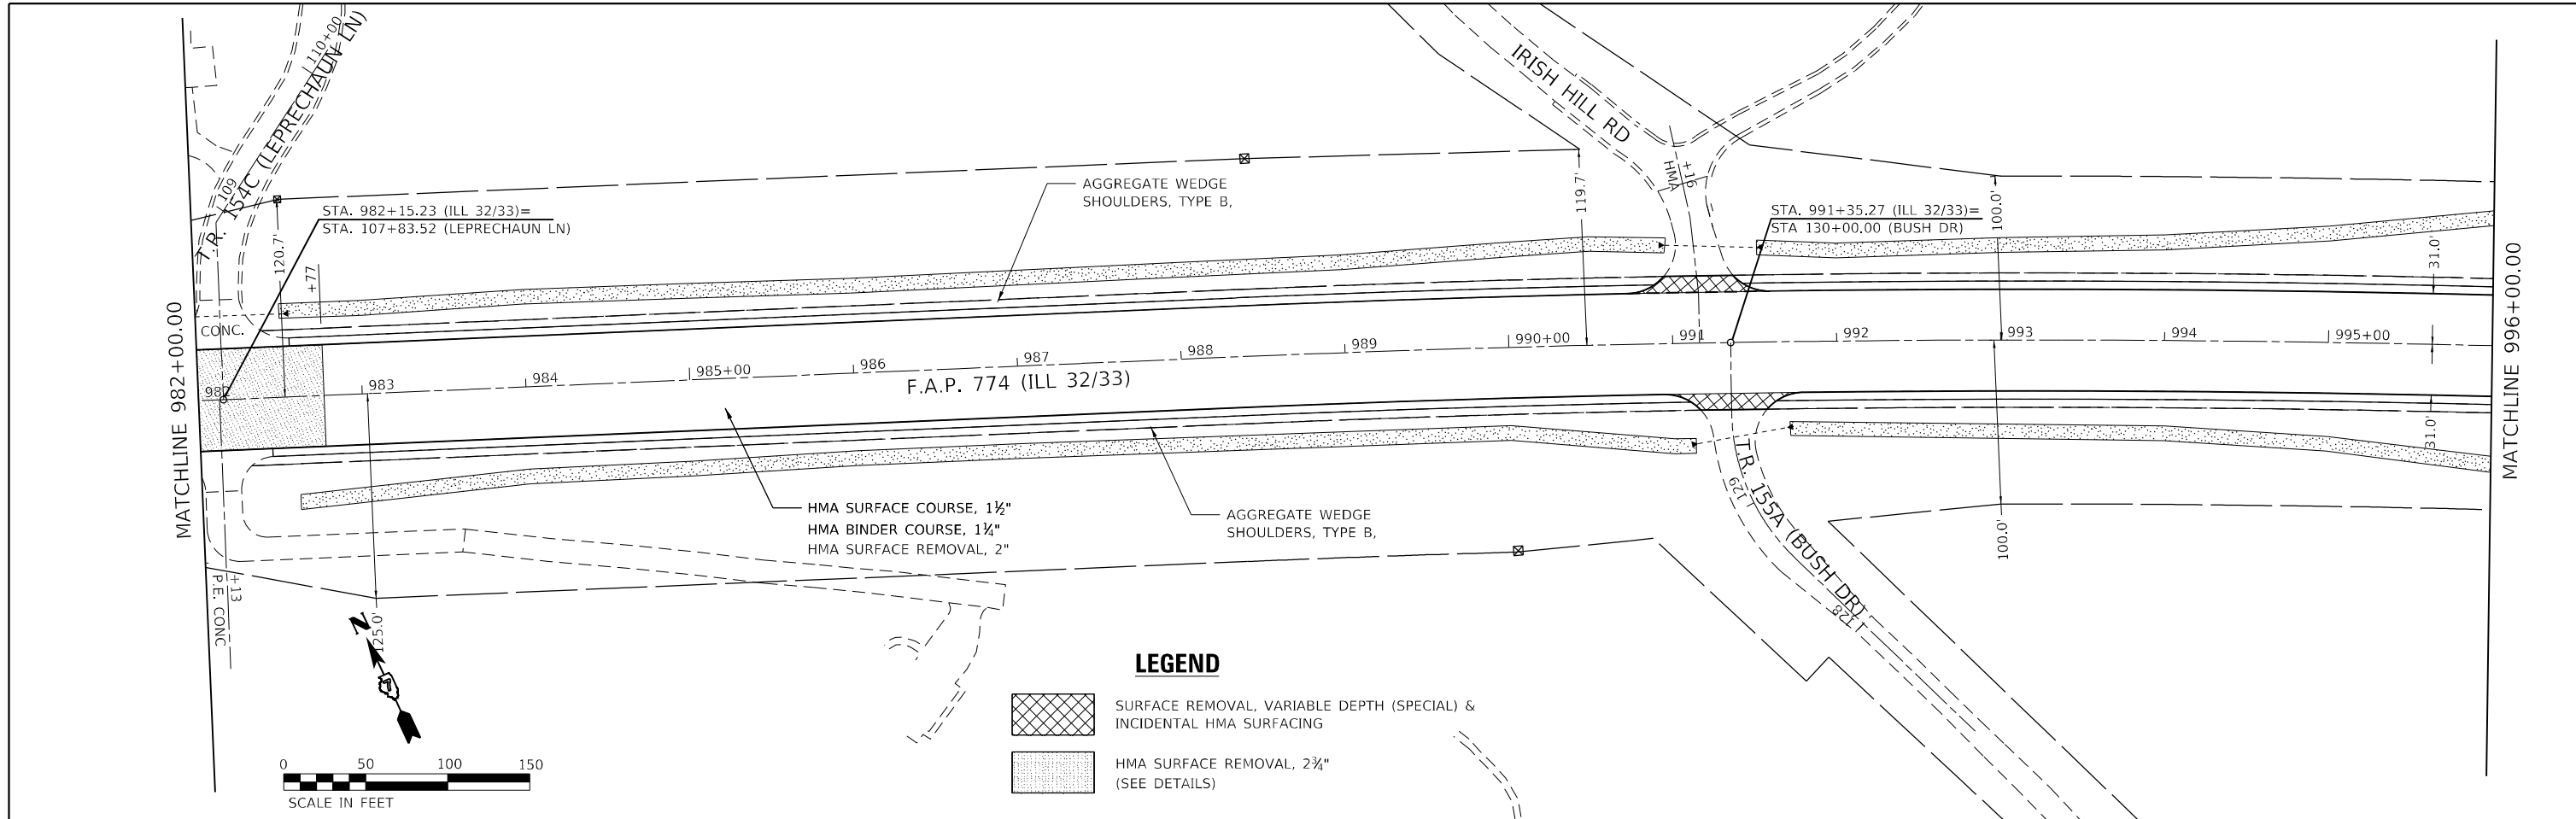 T.R. 154C (LEPRECHAUN LN)
110+00
109
STA. 982+15.23 (ILL 32/33)=
STA. 107+83.52 (LEPRECHAUN LN)
120.7'
+77
CONC.
MATCHLINE 982+00.00
AGGREGATE WEDGE
SHOULDERS, TYPE B,
IRISH HILL RD
HMA
+16
119.7'
STA. 991+35.27 (ILL 32/33)=
STA 130+00.00 (BUSH DR)
100.0'
31.0'
MATCHLINE 996+00.00
982
983
984
985+00
986
987
988
989
990+00
991
992
993
994
995+00
F.A.P. 774 (ILL 32/33)
31.0'
100.0'
T.R. 155A (BUSH DR)
129
128
HMA SURFACE COURSE, 1½"
HMA BINDER COURSE, 1¼"
HMA SURFACE REMOVAL, 2"
AGGREGATE WEDGE
SHOULDERS, TYPE B,
+13
P.E. CONC
125.0'
N
LEGEND
SURFACE REMOVAL, VARIABLE DEPTH (SPECIAL) &
INCIDENTAL HMA SURFACING
HMA SURFACE REMOVAL, 2¾"
(SEE DETAILS)
0 50 100 150
SCALE IN FEET